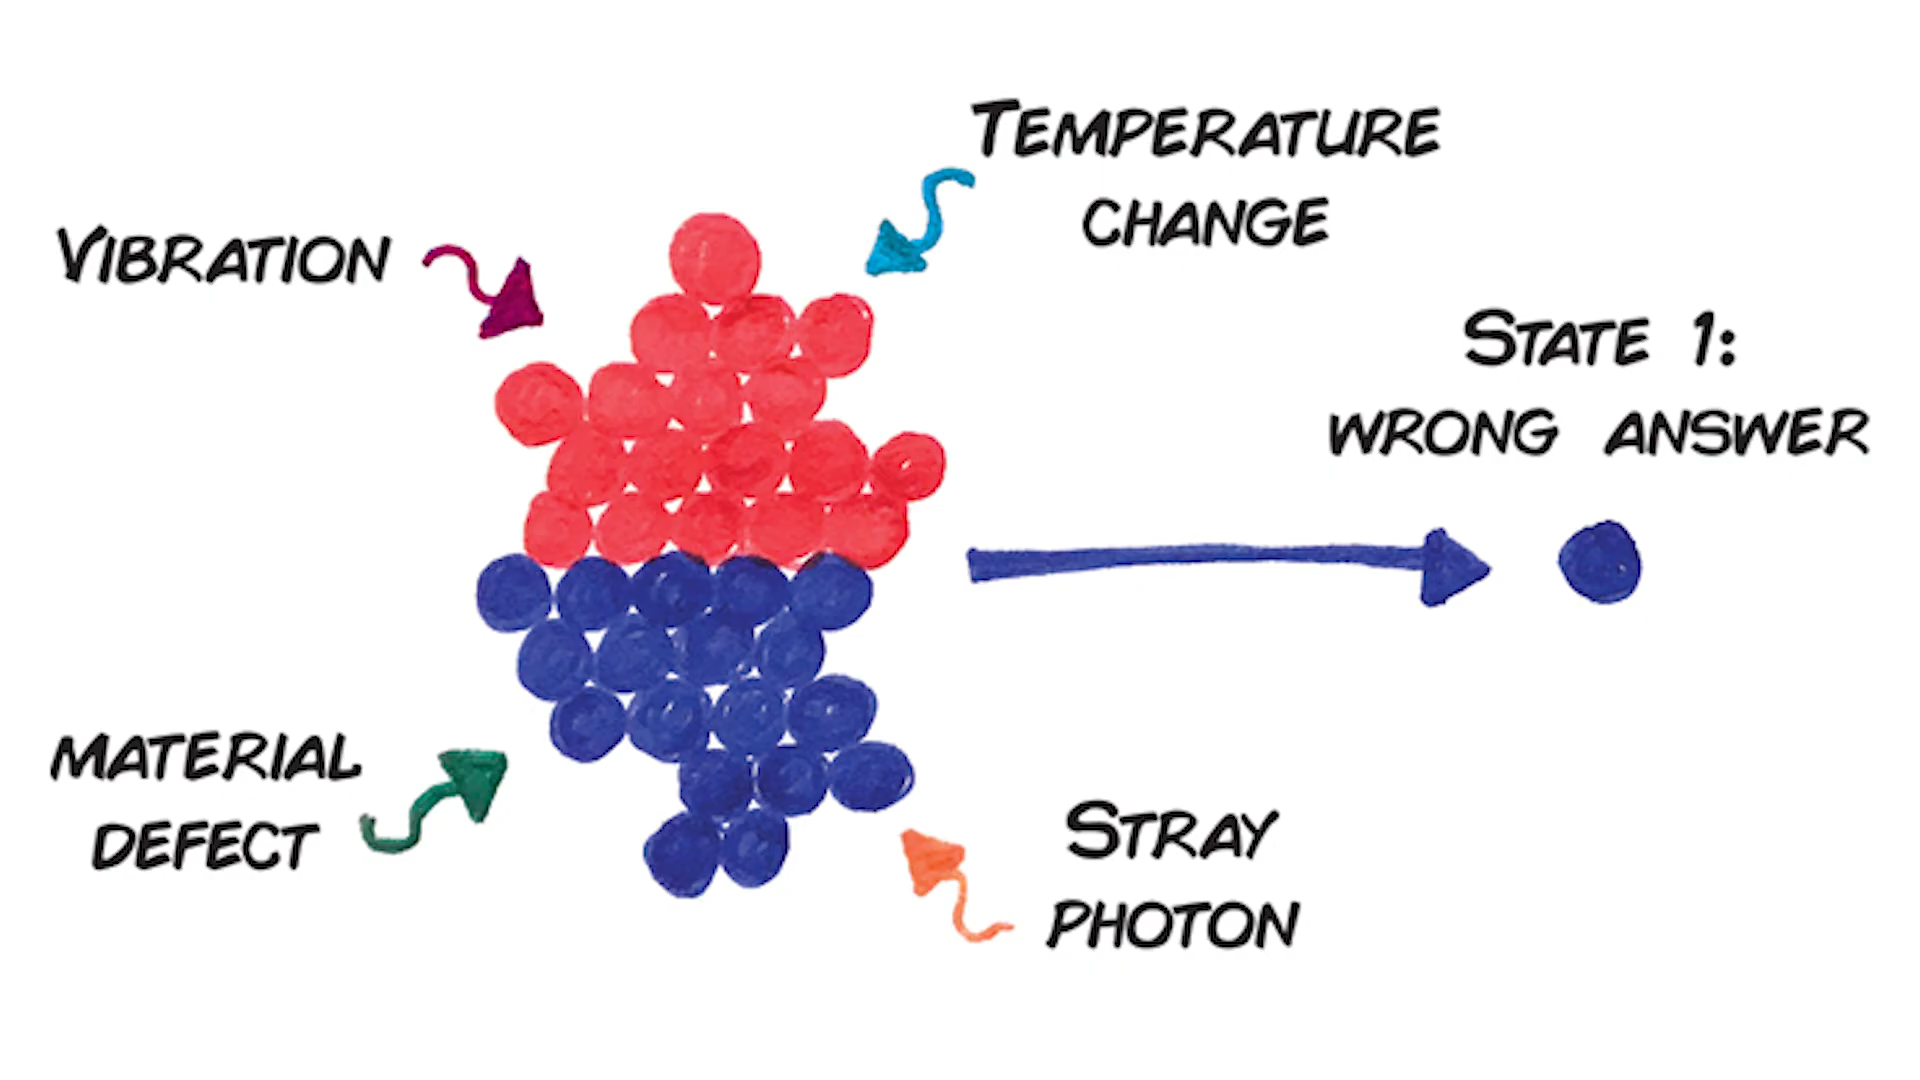 TEMPERATURE
CHANGE
VIBRATION
STATE 1:
WRONG ANSWER
MATERIAL
DEFECT
STRAY
PHOTON